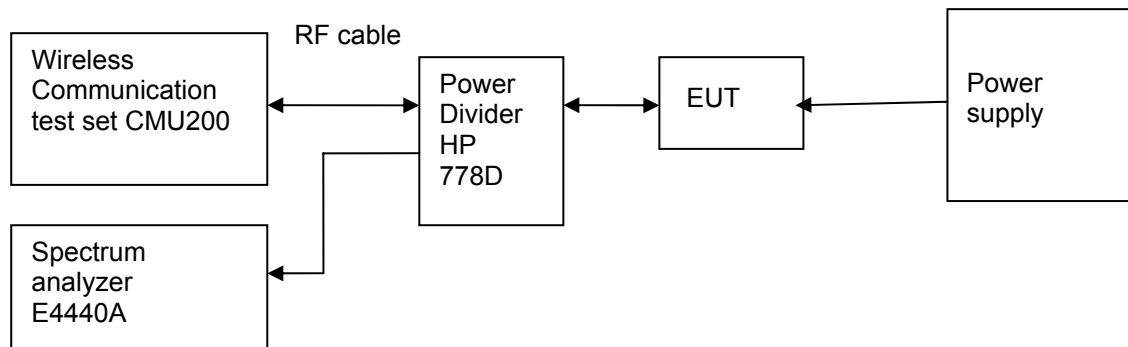 Wireless
Communication
test set CMU200
RF cable
Power
Divider
HP
778D
EUT
Power
supply
Spectrum
analyzer
E4440A